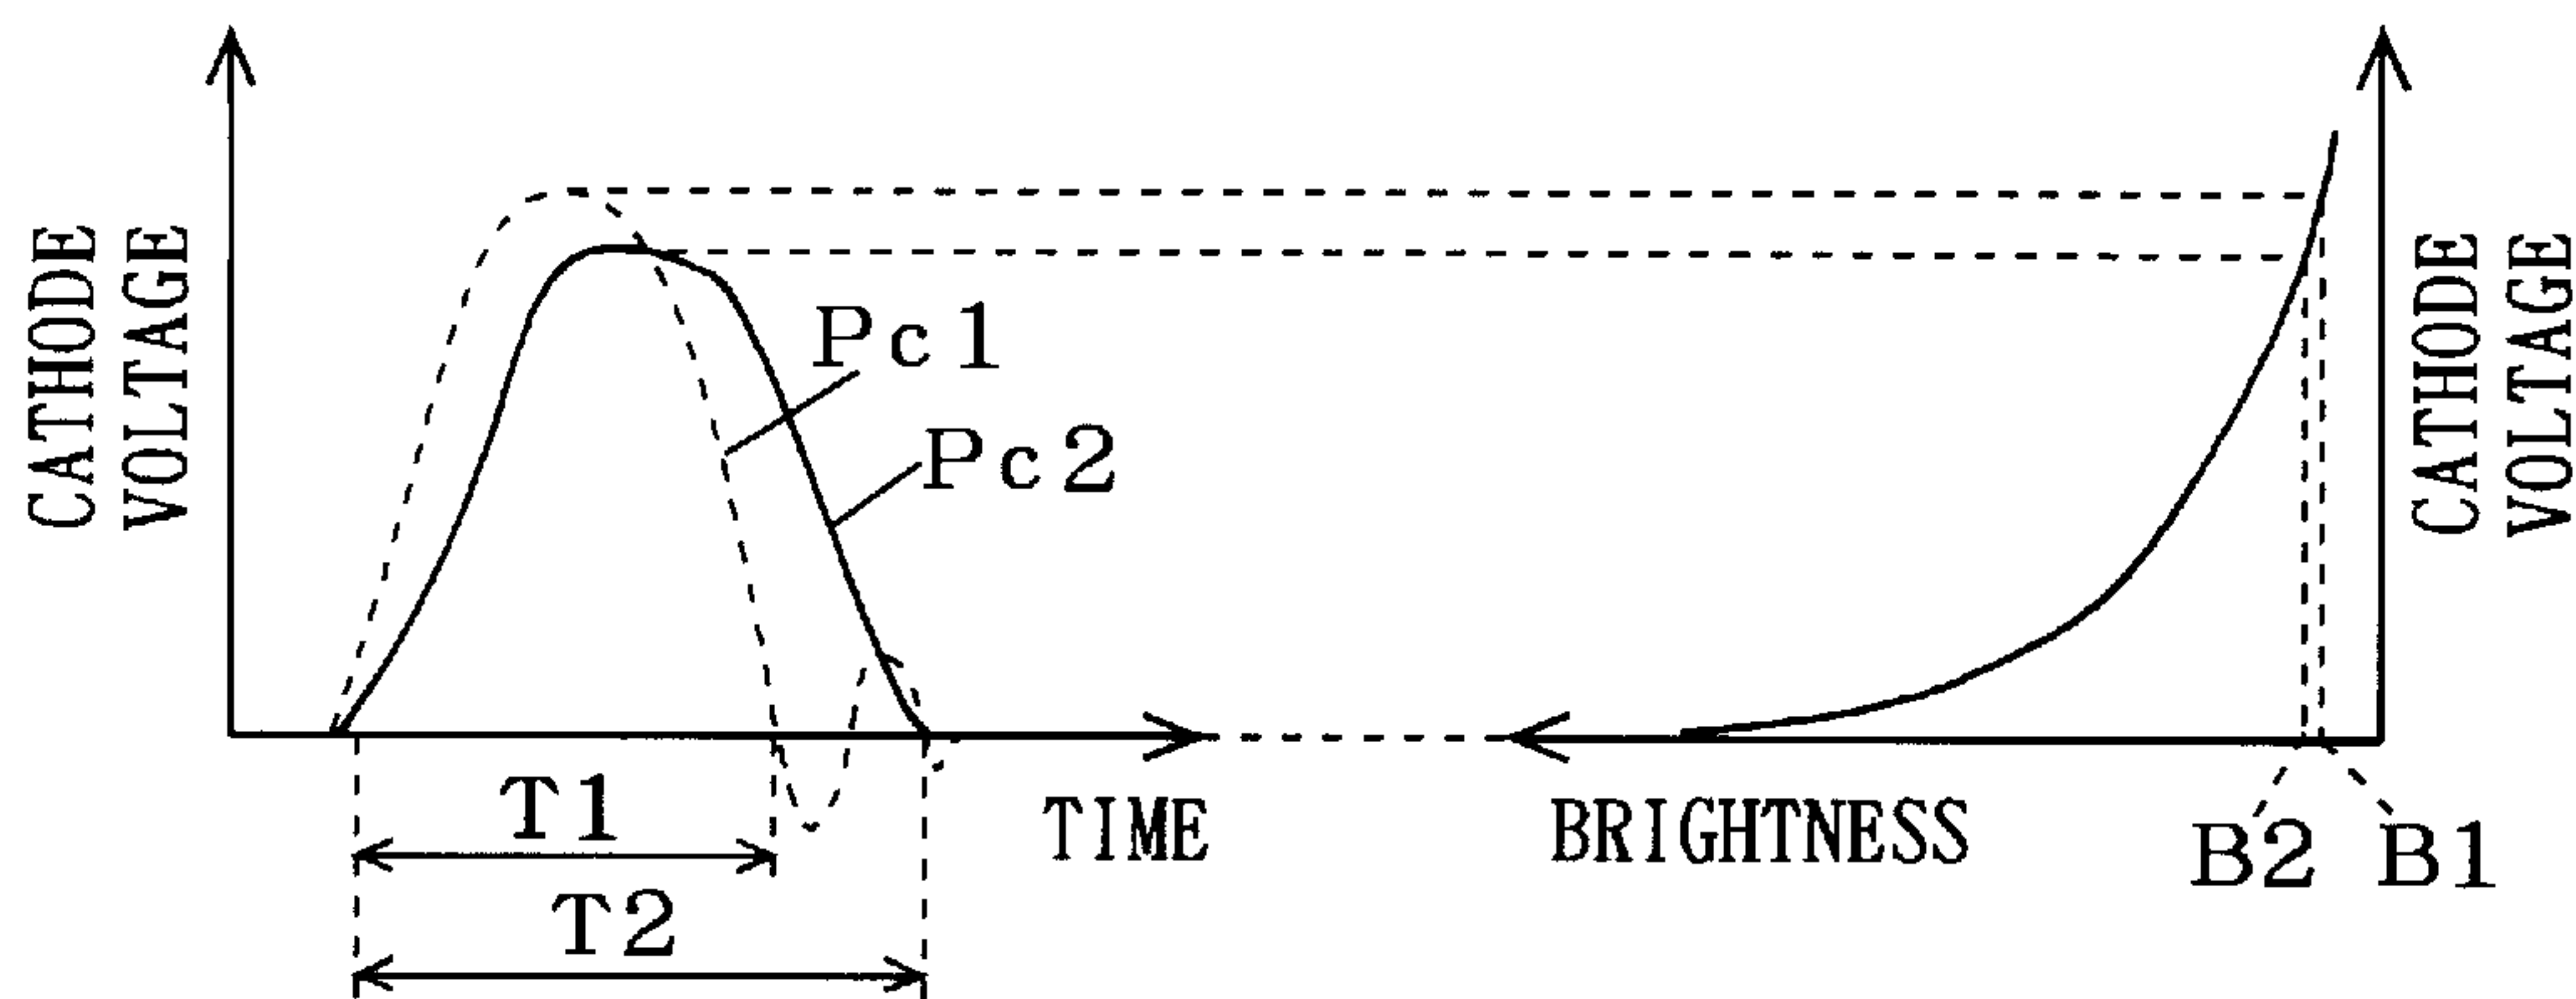 CATHODE
VOLTAGE
Pc1
Pc2
T1
T2
TIME
BRIGHTNESS
B2
B1
CATHODE
VOLTAGE